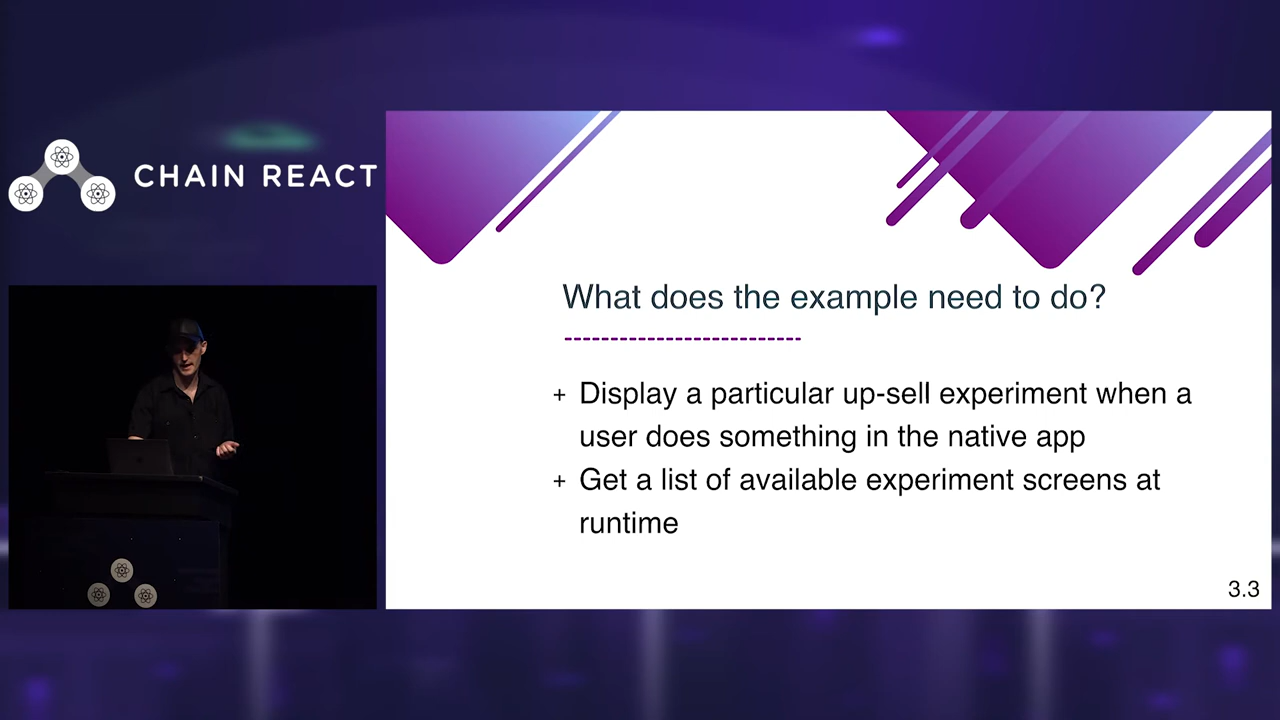 CHAIN REACT
What does the example need to do?
--------------------------
+ Display a particular up-sell experiment when a
user does something in the native app
+ Get a list of available experiment screens at
runtime
3.3